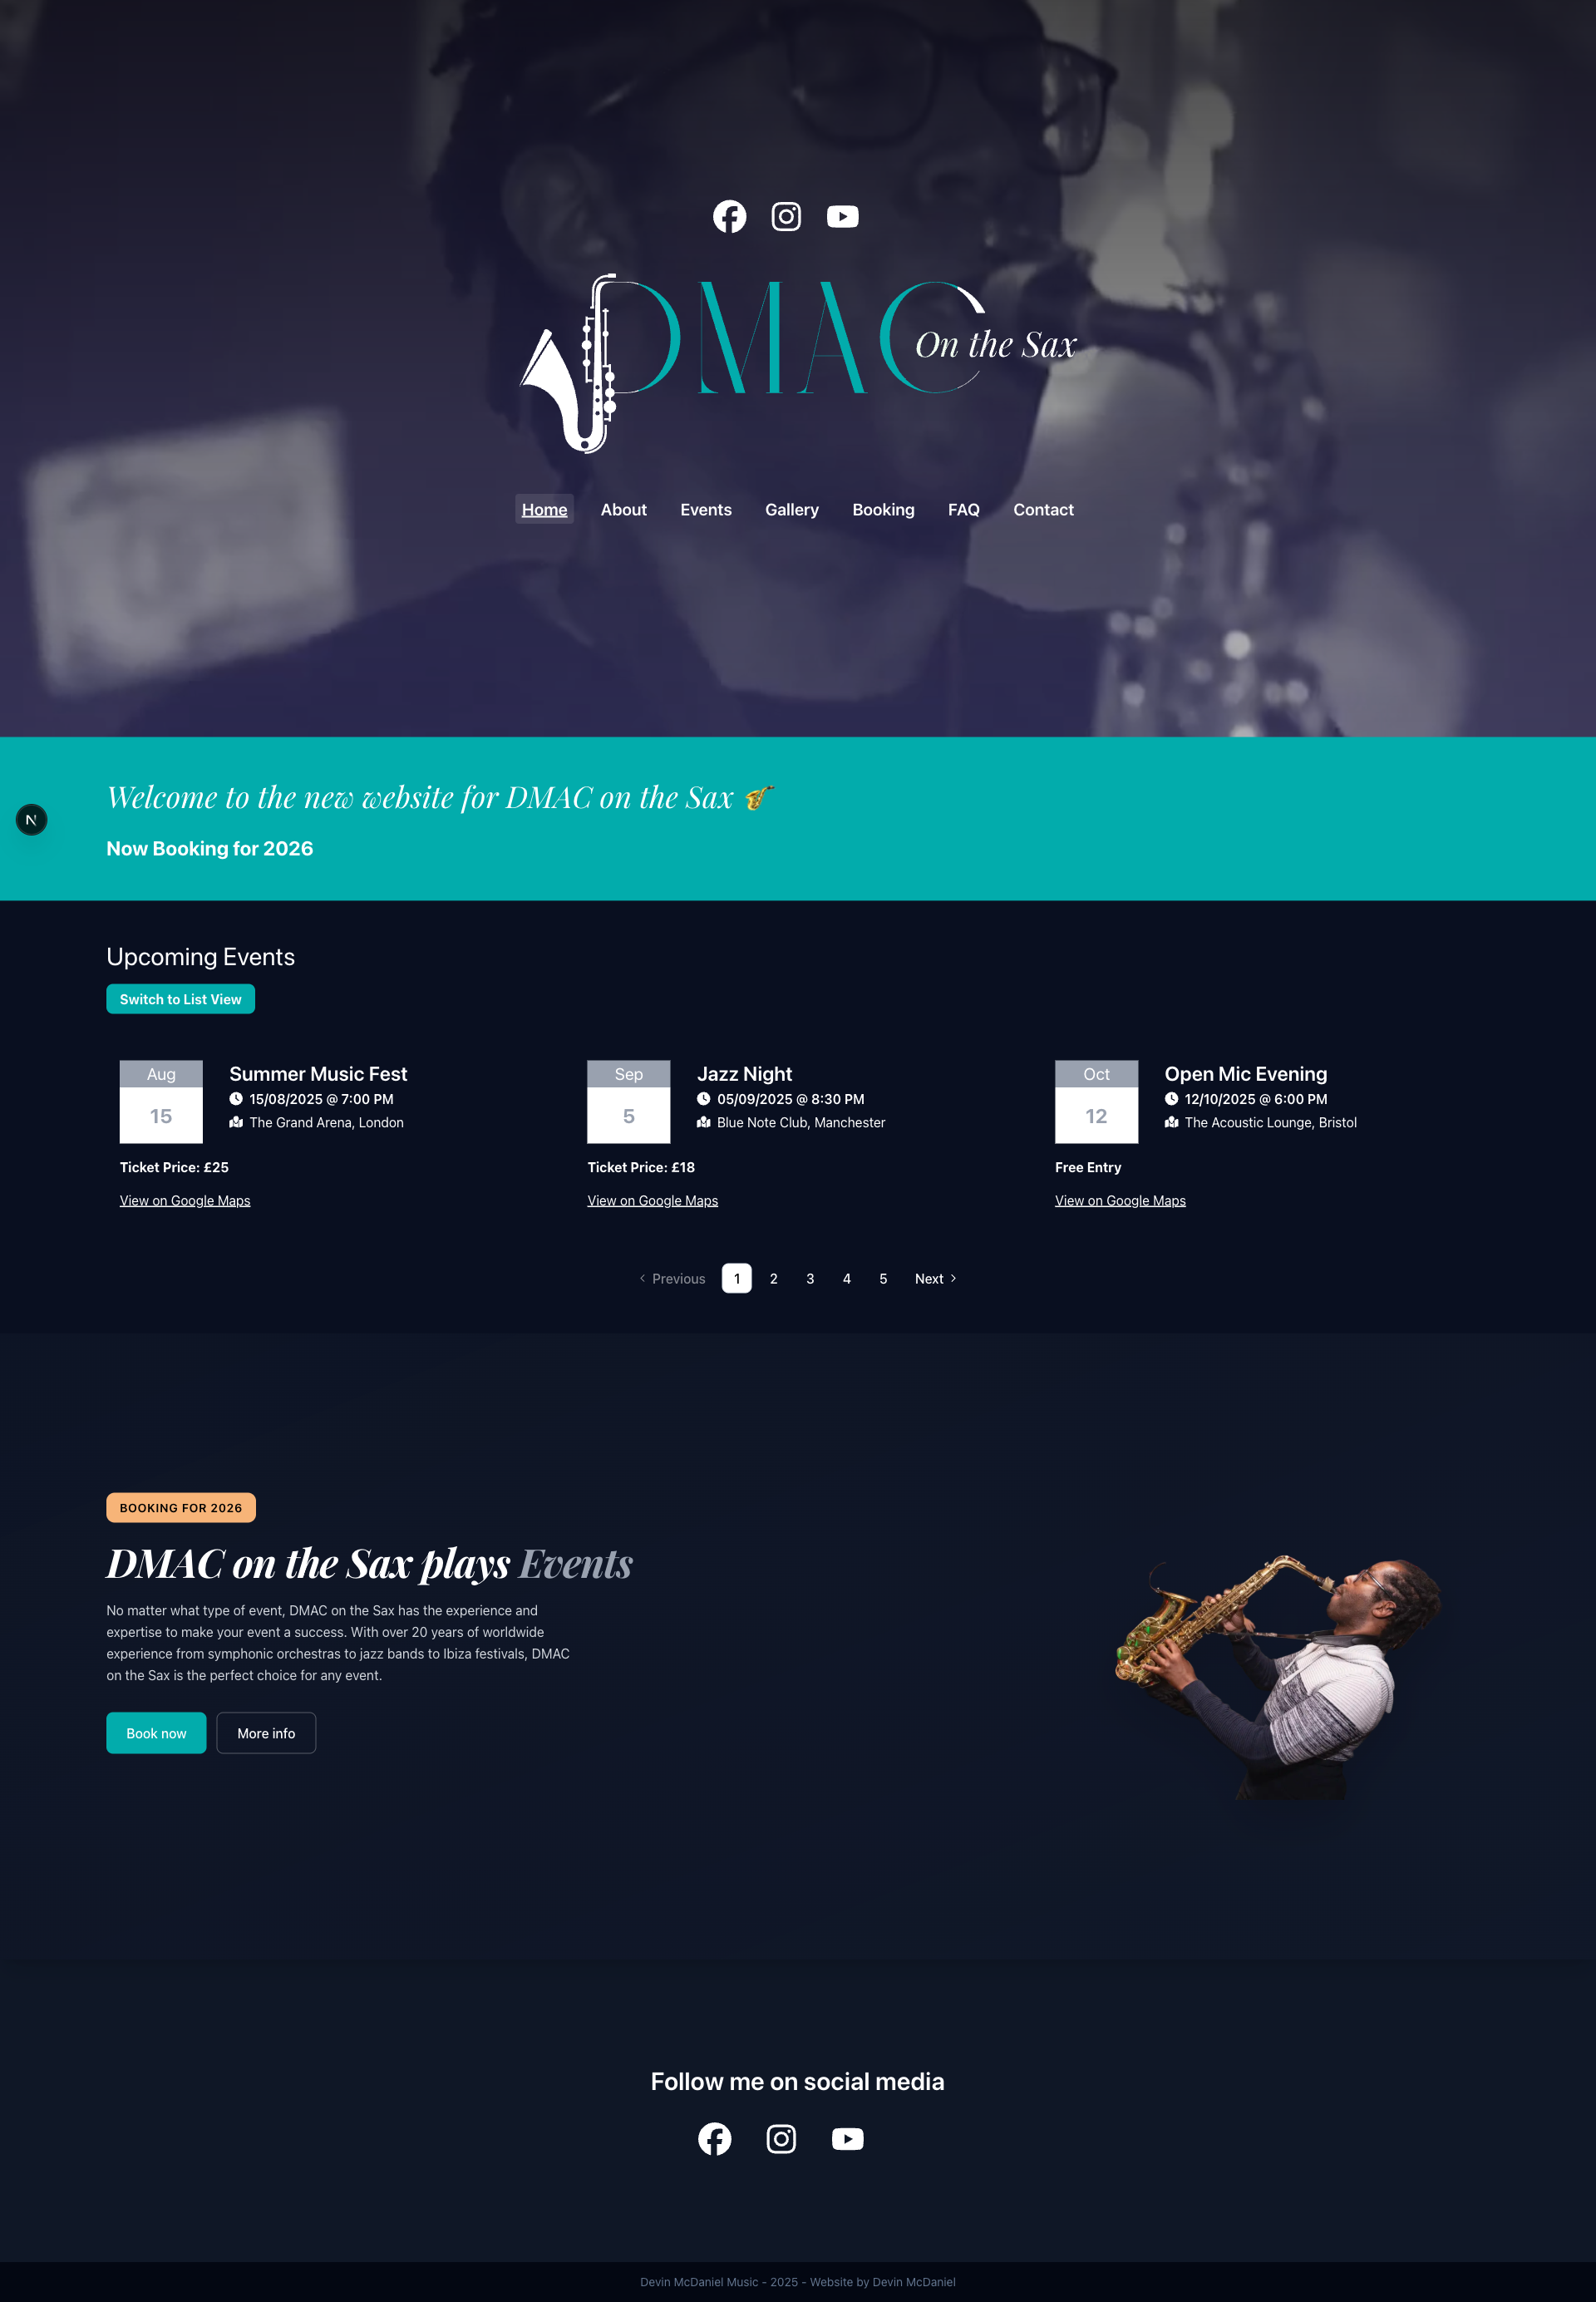 DMAC
On the Sax
Home About Events Gallery Booking FAQ Contact
Welcome to the new website for DMAC on the Sax 🎷
Now Booking for 2026
N
Upcoming Events
Switch to List View
Aug
15
Summer Music Fest
15/08/2025 @ 7:00 PM
The Grand Arena, London
Ticket Price: £25
View on Google Maps
Sep
5
Jazz Night
05/09/2025 @ 8:30 PM
Blue Note Club, Manchester
Ticket Price: £18
View on Google Maps
Oct
12
Open Mic Evening
12/10/2025 @ 6:00 PM
The Acoustic Lounge, Bristol
Free Entry
View on Google Maps
Previous 1 2 3 4 5 Next
BOOKING FOR 2026
DMAC on the Sax plays Events
No matter what type of event, DMAC on the Sax has the experience and
expertise to make your event a success. With over 20 years of worldwide
experience from symphonic orchestras to jazz bands to Ibiza festivals, DMAC
on the Sax is the perfect choice for any event.
Book now More info
Follow me on social media
Devin McDaniel Music - 2025 - Website by Devin McDaniel